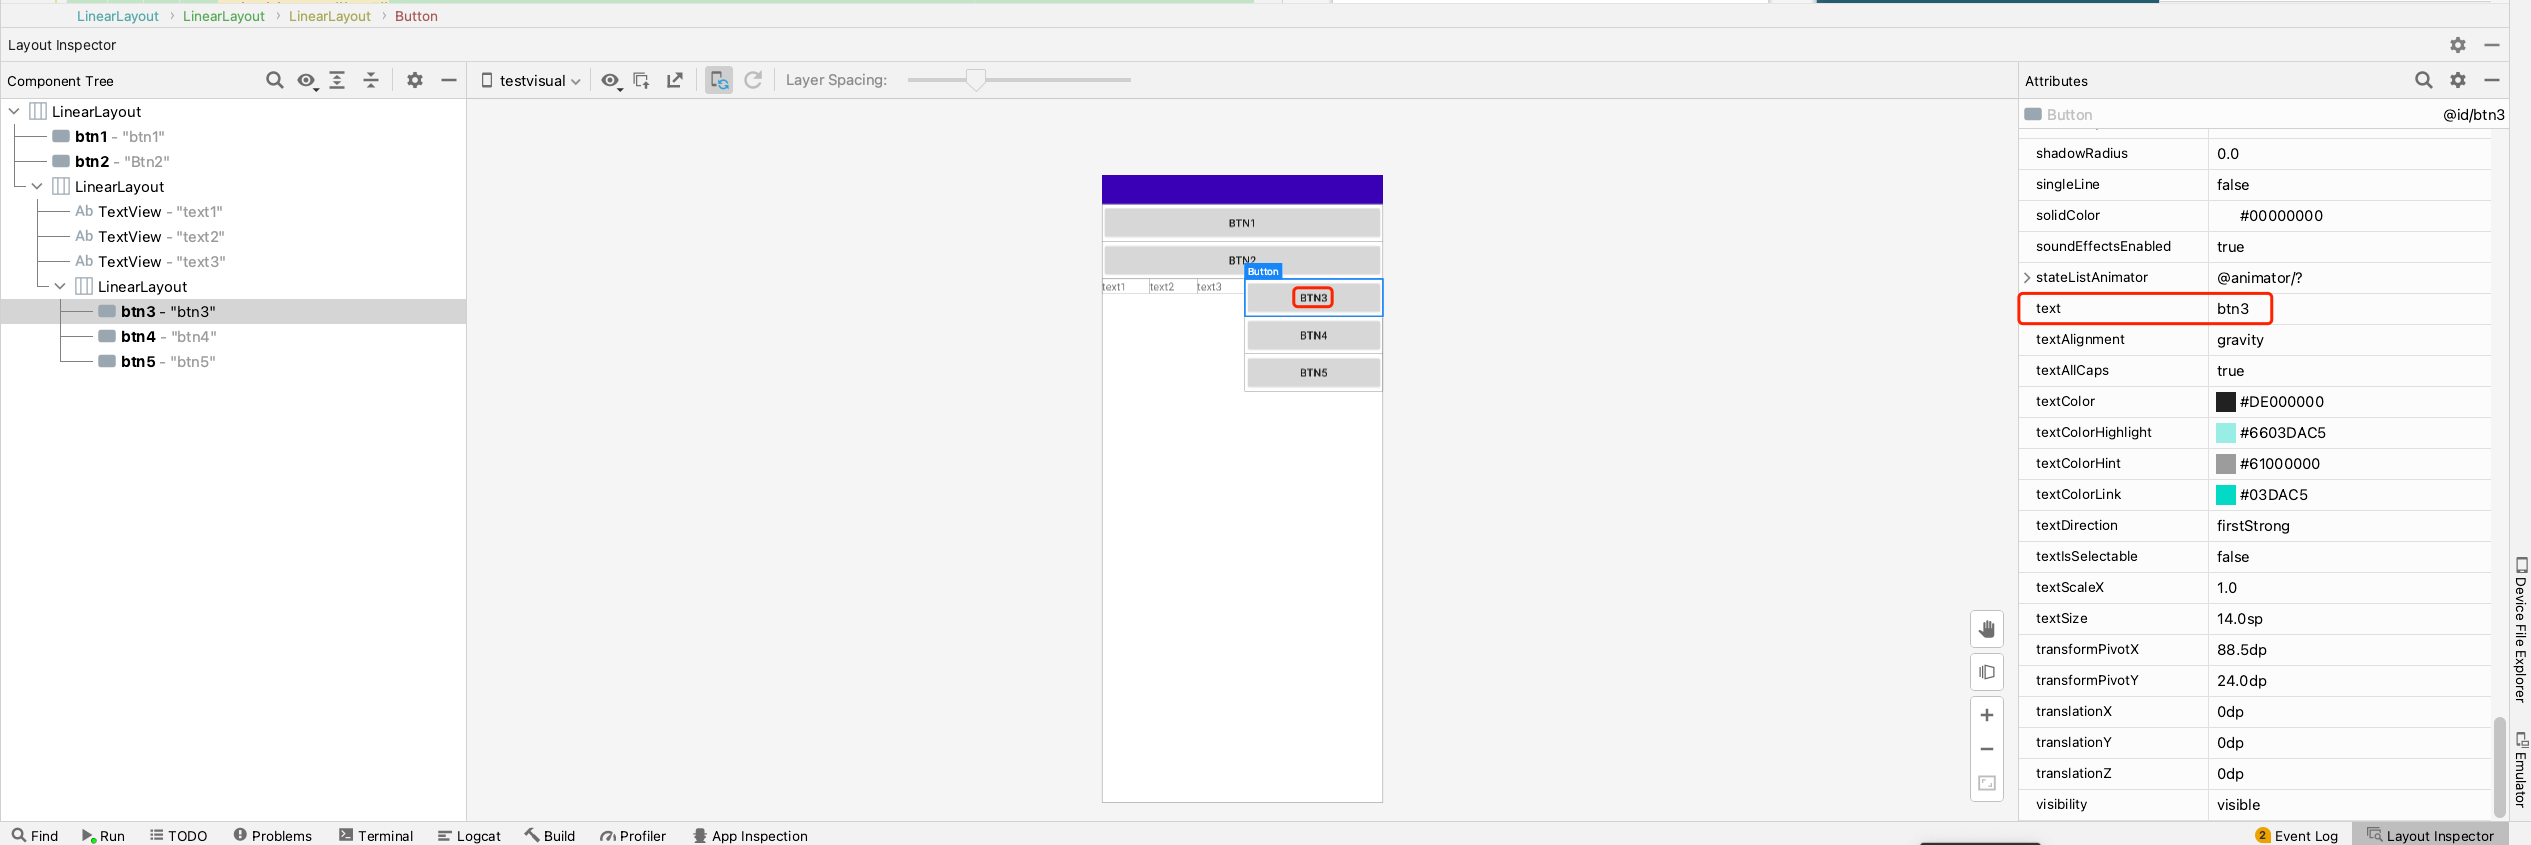 LinearLayout › LinearLayout › LinearLayout › Button
Layout Inspector
Component Tree
testvisual
Layer Spacing:
Attributes
LinearLayout
btn1 - "btn1"
btn2 - "Btn2"
LinearLayout
Ab TextView - "text1"
Ab TextView - "text2"
Ab TextView - "text3"
LinearLayout
btn3 - "btn3"
btn4 - "btn4"
btn5 - "btn5"
BTN1
BTN2
Button
text1 text2 text3
BTN3
BTN4
BTN5
Button @id/btn3
shadowRadius 0.0
singleLine false
solidColor #00000000
soundEffectsEnabled true
stateListAnimator @animator/?
text btn3
textAlignment gravity
textAllCaps true
textColor #DE000000
textColorHighlight #6603DAC5
textColorHint #61000000
textColorLink #03DAC5
textDirection firstStrong
textIsSelectable false
textScaleX 1.0
textSize 14.0sp
transformPivotX 88.5dp
transformPivotY 24.0dp
translationX 0dp
translationY 0dp
translationZ 0dp
visibility visible
Device File Explorer
Emulator
Find Run TODO Problems Terminal Logcat Build Profiler App Inspection
2 Event Log Layout Inspector